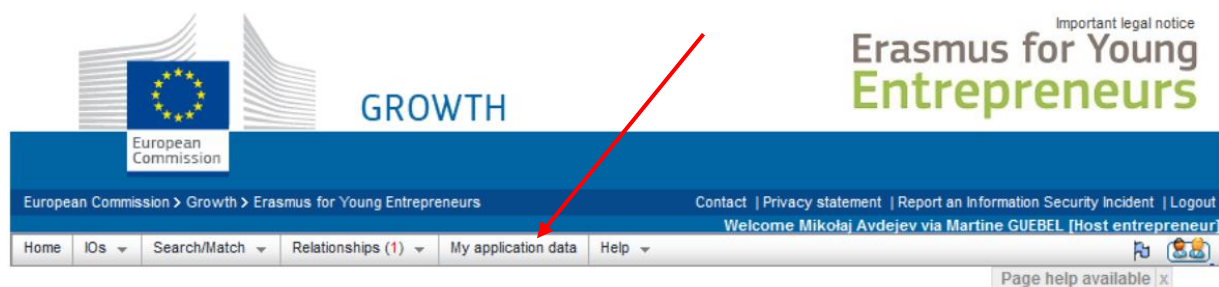 Important legal notice
Erasmus for Young
Entrepreneurs
GROWTH
European
Commission
European Commission > Growth > Erasmus for Young Entrepreneurs
Contact | Privacy statement | Report an Information Security Incident | Logout
Welcome Mikołaj Avdejev via Martine GUEBEL [Host entrepreneur]
Home IOs Search/Match Relationships (1) My application data Help
Page help available x